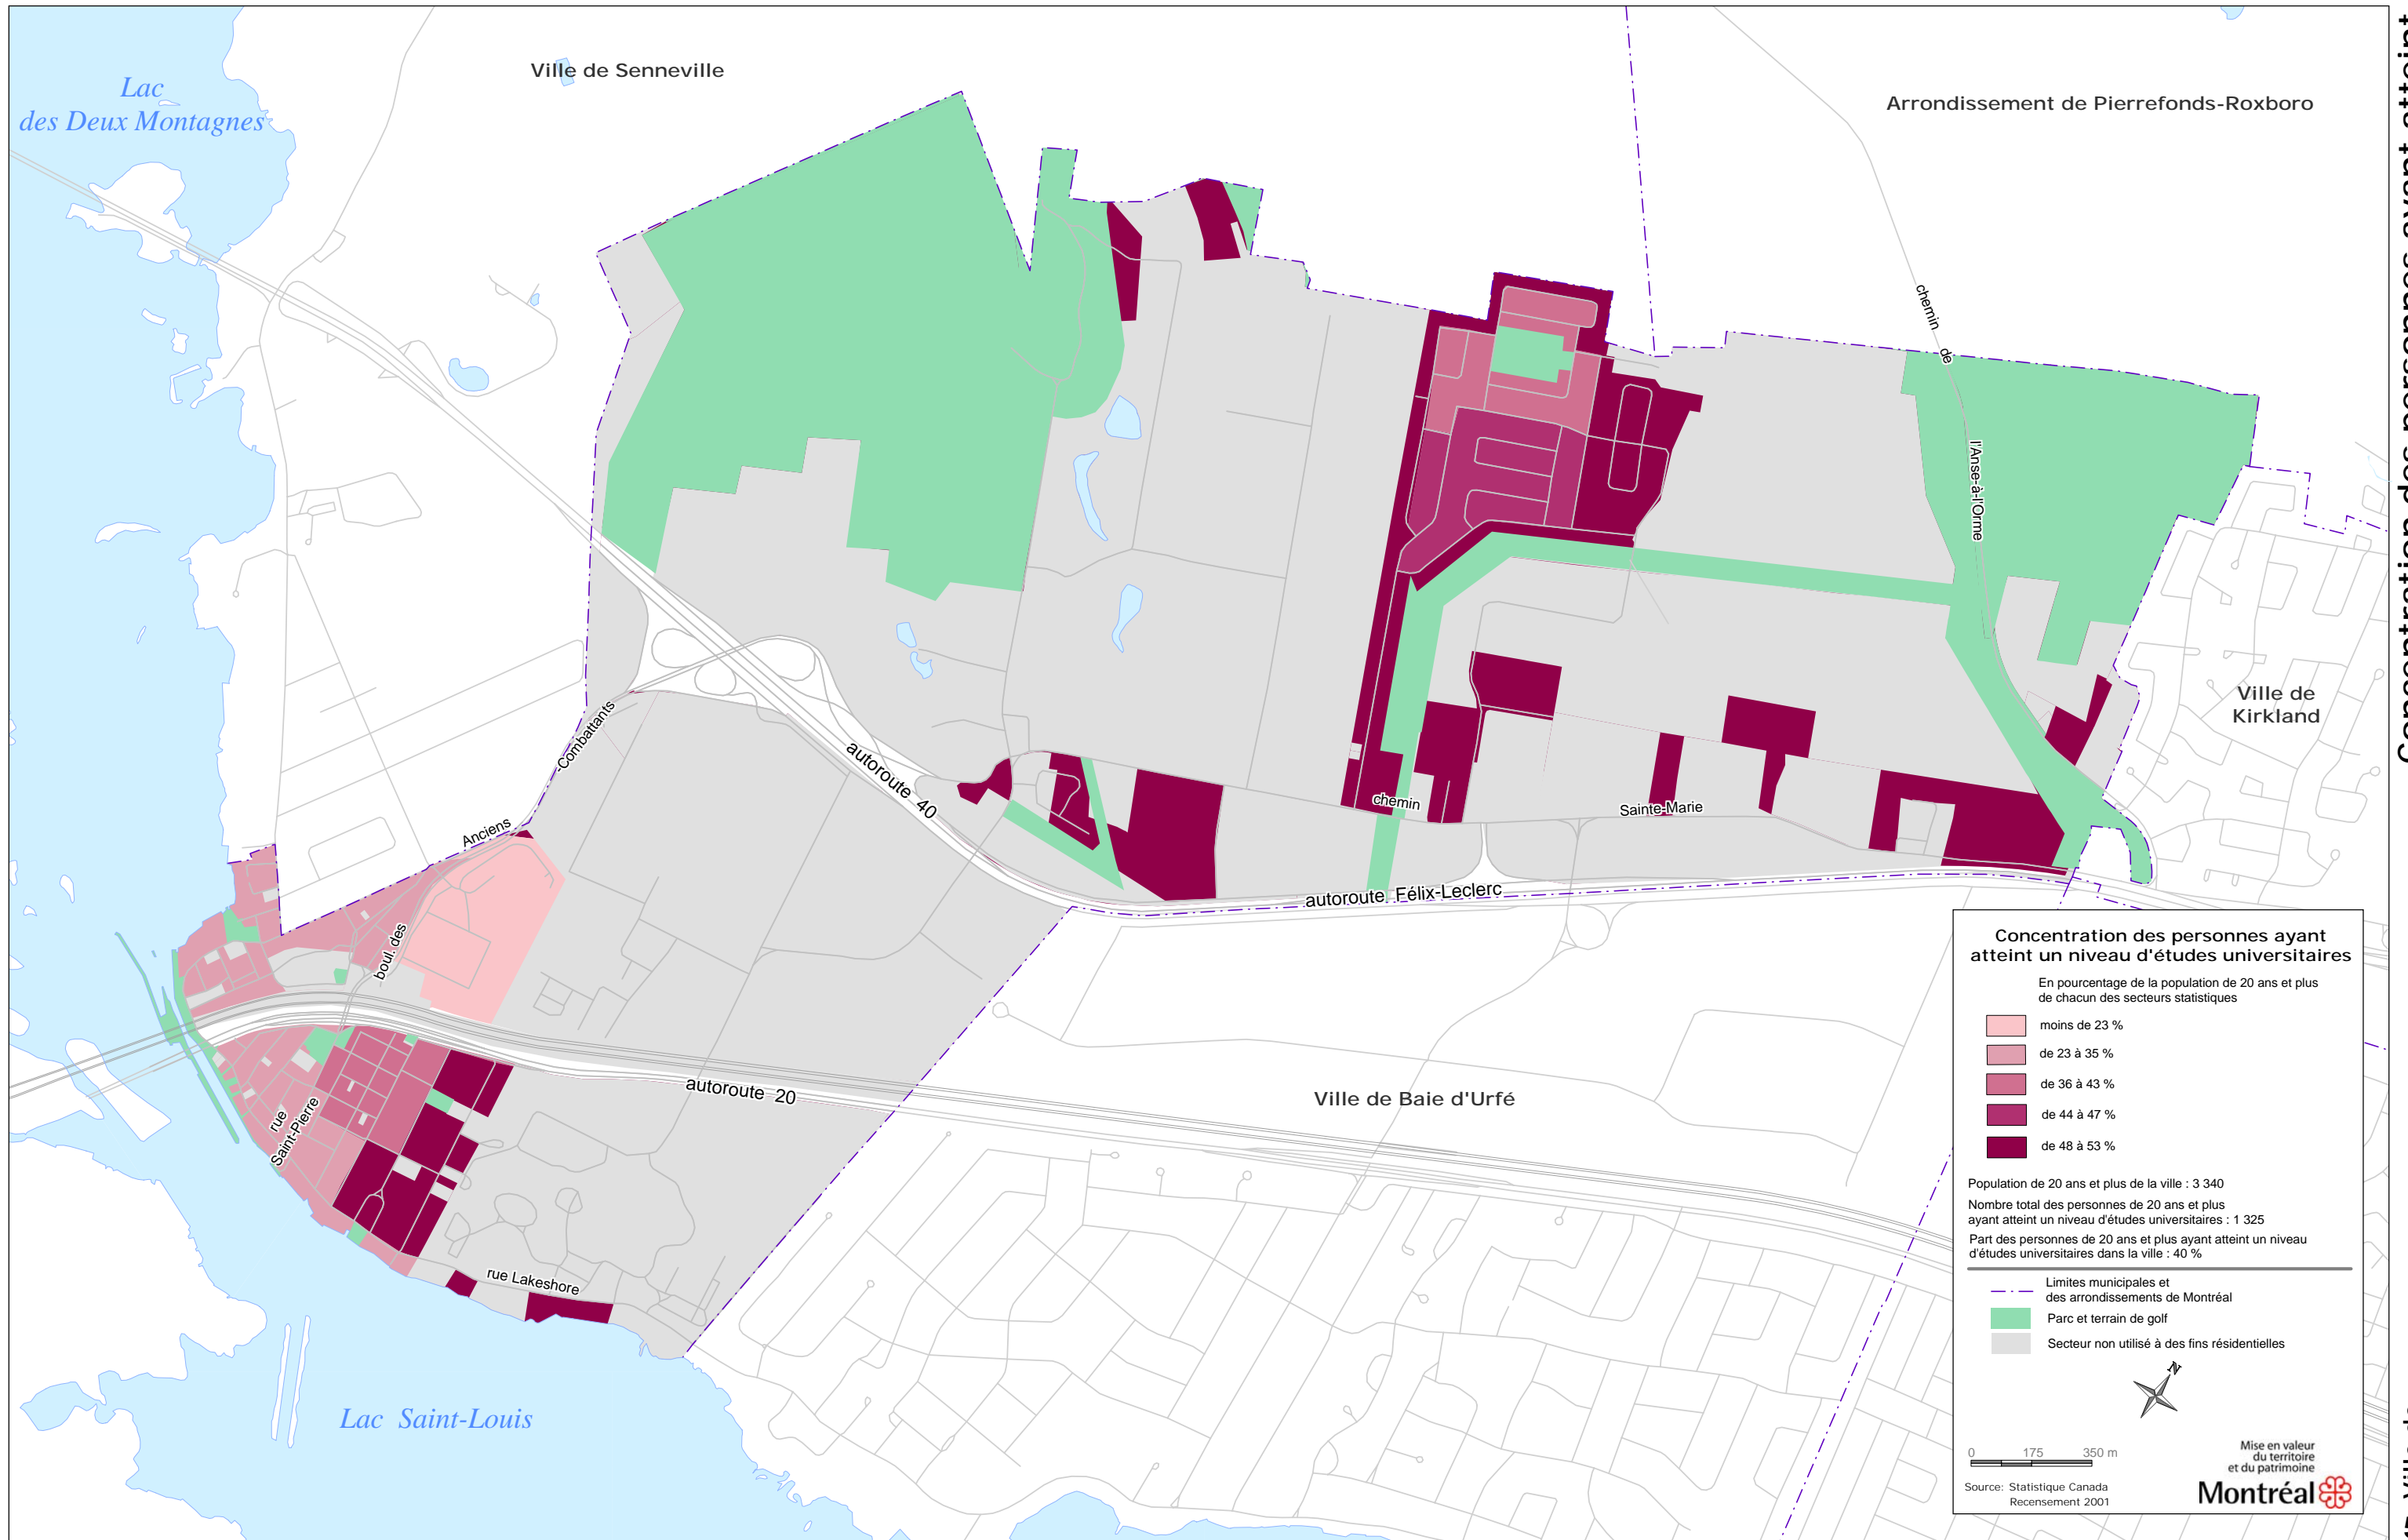 Lac
des Deux Montagnes
Ville de Senneville
Arrondissement de Pierrefonds-Roxboro
chemin
de
l'Anse-à-l'Orme
Ville de
Kirkland
-Combattants
Anciens
boul. des
autoroute 40
chemin
Sainte-Marie
autoroute Félix-Leclerc
rue
Saint-Pierre
autoroute 20
Ville de Baie d'Urfé
rue Lakeshore
Lac Saint-Louis
Concentration des personnes ayant
atteint un niveau d'études universitaires
En pourcentage de la population de 20 ans et plus
de chacun des secteurs statistiques
moins de 23 %
de 23 à 35 %
de 36 à 43 %
de 44 à 47 %
de 48 à 53 %
Population de 20 ans et plus de la ville : 3 340
Nombre total des personnes de 20 ans et plus
ayant atteint un niveau d'études universitaires : 1 325
Part des personnes de 20 ans et plus ayant atteint un niveau
d'études universitaires dans la ville : 40 %
Limites municipales et
des arrondissements de Montréal
Parc et terrain de golf
Secteur non utilisé à des fins résidentielles
N
0 175 350 m
Mise en valeur
du territoire
et du patrimoine
Montréal
Source: Statistique Canada
Recensement 2001